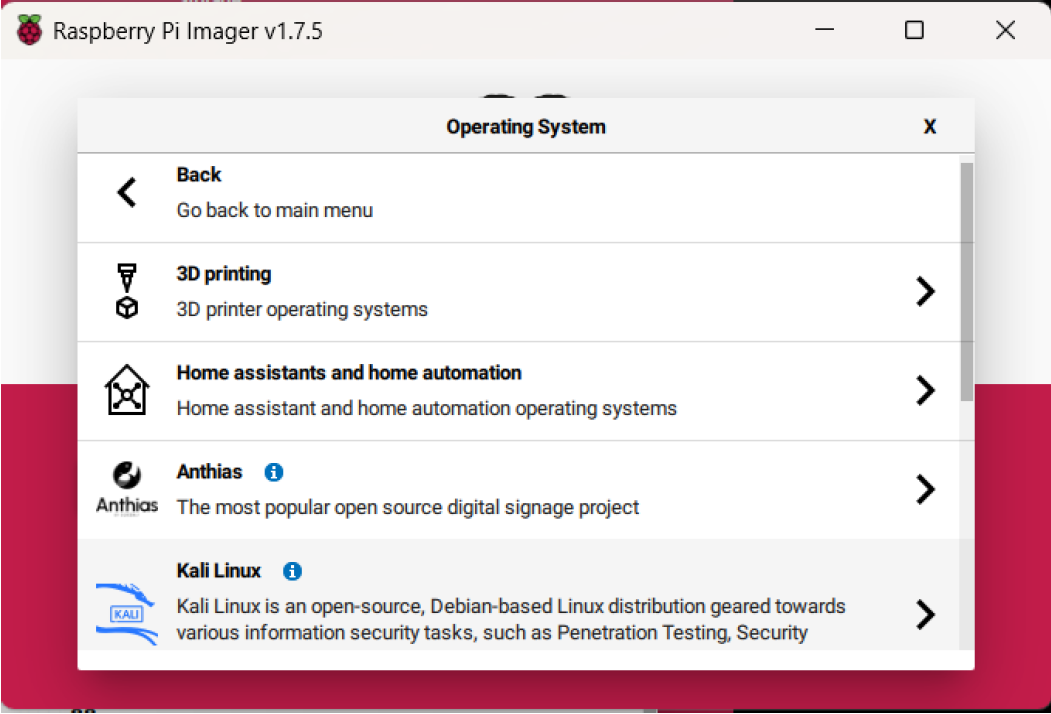 Raspberry Pi Imager v1.7.5
Operating System
X
Back
Go back to main menu
3D printing
3D printer operating systems
Home assistants and home automation
Home assistant and home automation operating systems
Anthias
Anthias
The most popular open source digital signage project
Kali Linux
KALI
Kali Linux is an open-source, Debian-based Linux distribution geared towards
various information security tasks, such as Penetration Testing, Security